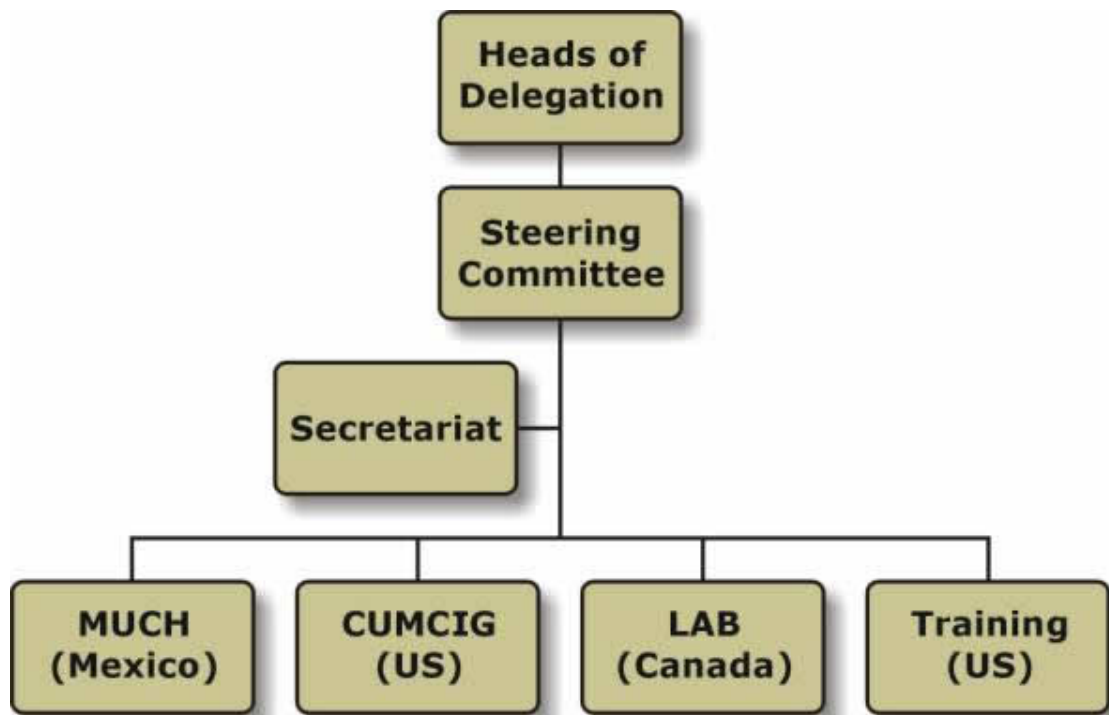 Heads of
Delegation
Steering
Committee
Secretariat
MUCH
(Mexico)
CUMCIG
(US)
LAB
(Canada)
Training
(US)